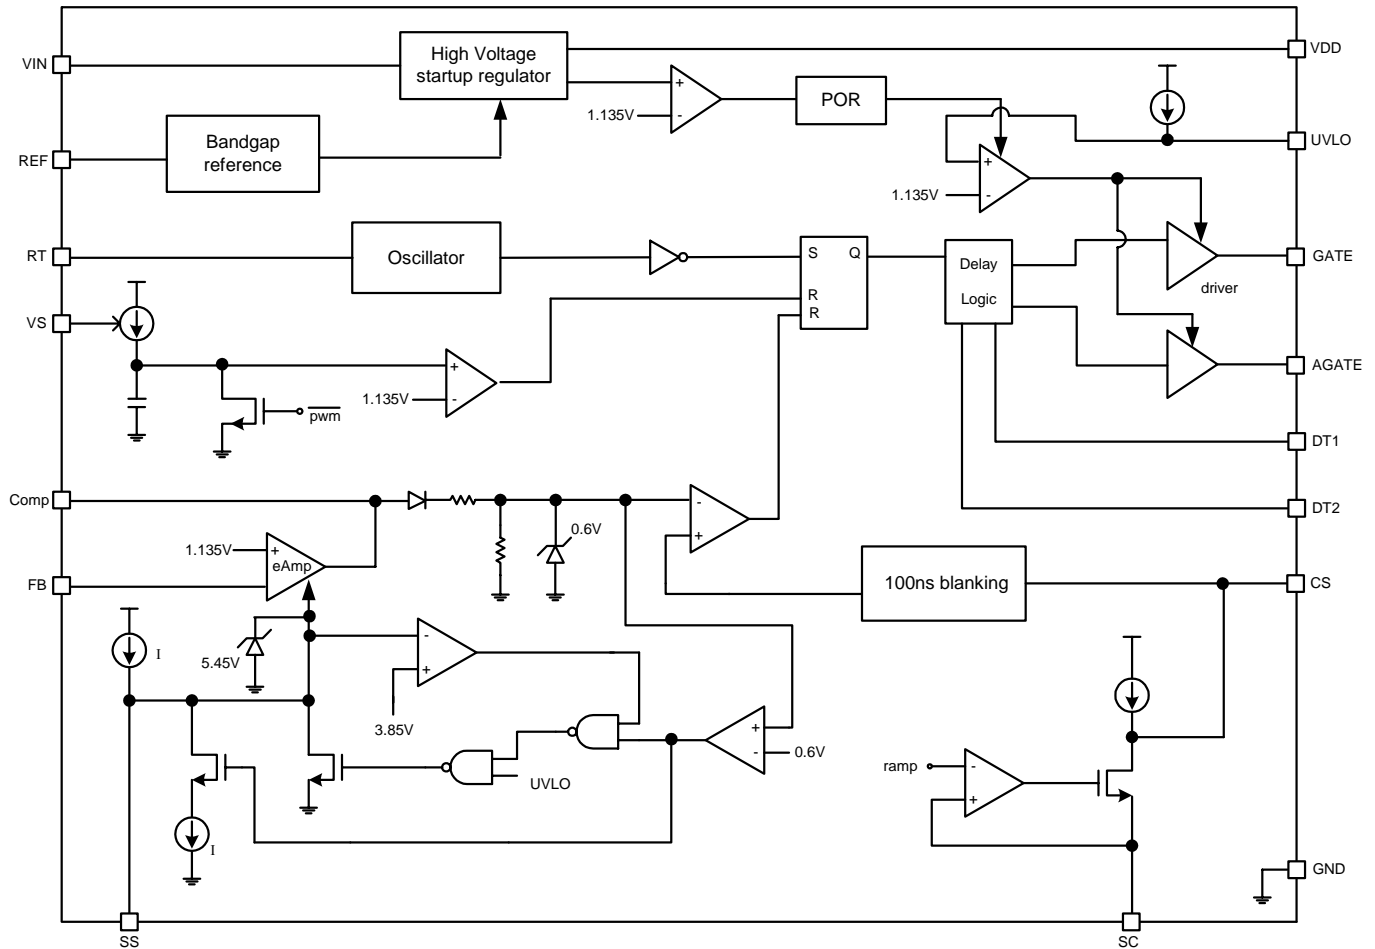 High Voltage
startup regulator
VDD
VIN
+
1.135V
-
POR
Bandgap
reference
REF
UVLO
+
1.135V
-
RT
Oscillator
S Q
R
R
Delay
Logic
GATE
driver
VS
+
1.135V
-
pwm
AGATE
DT1
Comp
-
+
DT2
0.6V
1.135V
+
eAmp
FB
100ns blanking
CS
I
5.45V
-
+
3.85V
+
-
0.6V
UVLO
ramp
-
+
I
GND
SS
SC